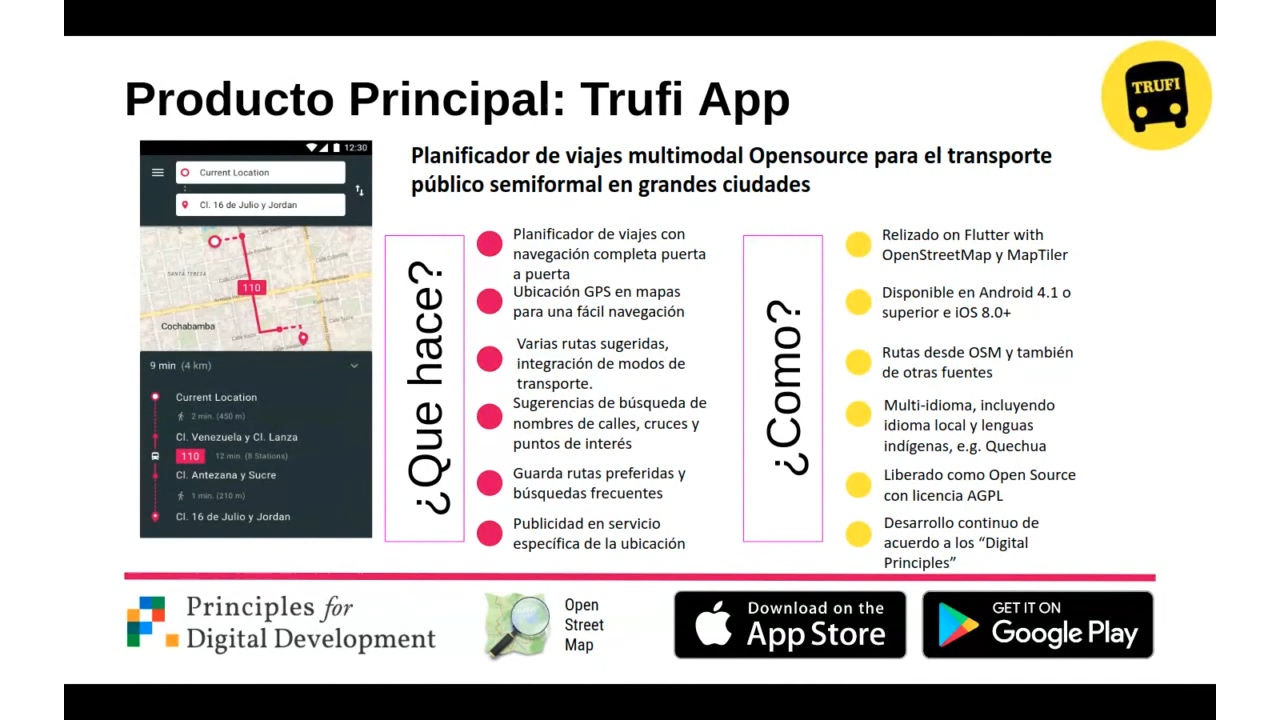 Producto Principal: Trufi App
TRUFI
Planificador de viajes multimodal Opensource para el transporte
público semiformal en grandes ciudades
12:30
Current Location
Cl. 16 de Julio y Jordan
SANTA TERESA
110
Cochabamba
9 min (4 km)
Current Location
2 min. (450 m)
Cl. Venezuela y Cl. Lanza
110 12 min. (8 Stations)
Cl. Antezana y Sucre
1 min. (210 m)
Cl. 16 de Julio y Jordan
¿Que hace?
Planificador de viajes con
navegación completa puerta
a puerta
Ubicación GPS en mapas
para una fácil navegación
Varias rutas sugeridas,
integración de modos de
transporte.
Sugerencias de búsqueda de
nombres de calles, cruces y
puntos de interés
Guarda rutas preferidas y
búsquedas frecuentes
Publicidad en servicio
específica de la ubicación
¿Como?
Relizado on Flutter with
OpenStreetMap y MapTiler
Disponible en Android 4.1 o
superior e iOS 8.0+
Rutas desde OSM y también
de otras fuentes
Multi-idioma, incluyendo
idioma local y lenguas
indígenas, e.g. Quechua
Liberado como Open Source
con licencia AGPL
Desarrollo continuo de
acuerdo a los “Digital
Principles”
Principles for
Digital Development
Open
Street
Map
Download on the
App Store
GET IT ON
Google Play